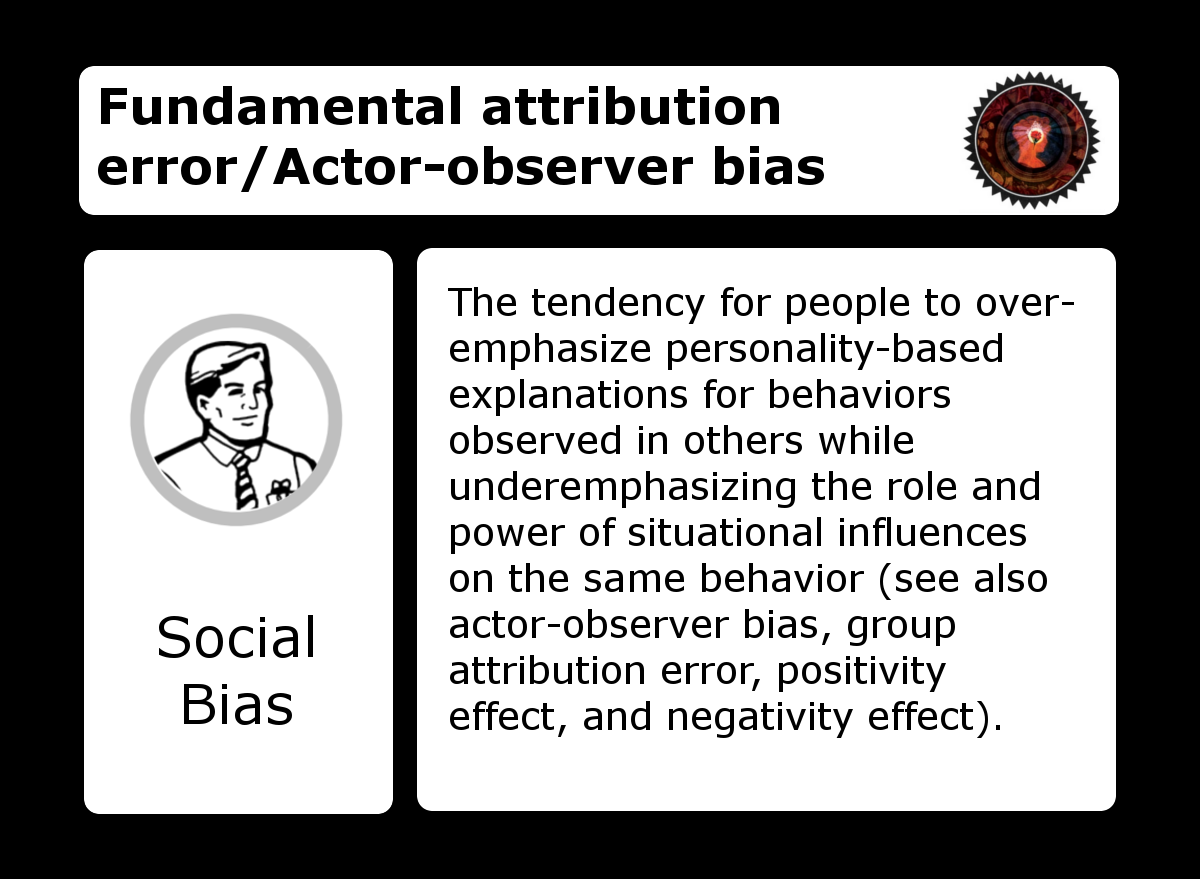 Fundamental attribution
error/Actor-observer bias
Social
Bias
The tendency for people to over-
emphasize personality-based
explanations for behaviors
observed in others while
underemphasizing the role and
power of situational influences
on the same behavior (see also
actor-observer bias, group
attribution error, positivity
effect, and negativity effect).